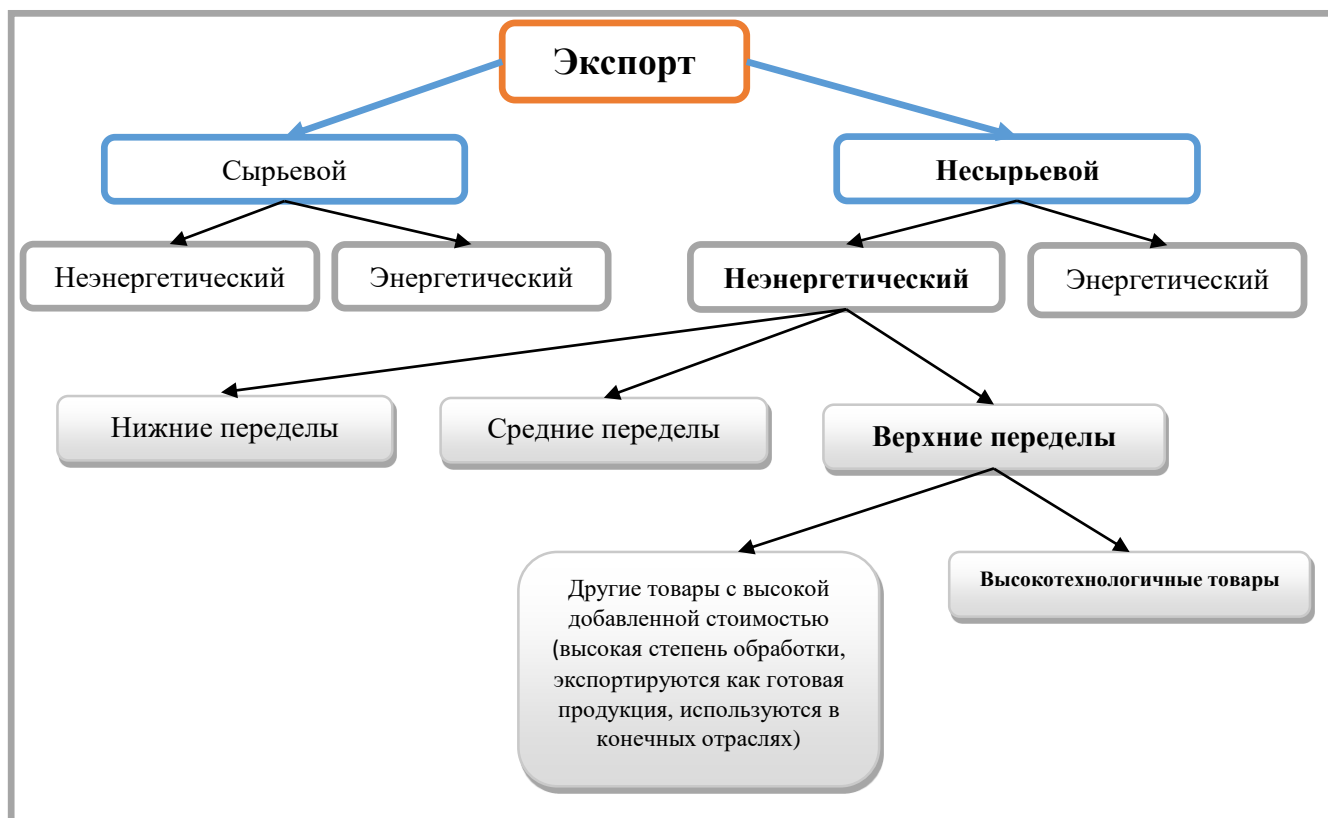 Экспорт
Сырьевой
Несырьевой
Неэнергетический
Энергетический
Неэнергетический
Энергетический
Нижние переделы
Средние переделы
Верхние переделы
Другие товары с высокой
добавленной стоимостью
(высокая степень обработки,
экспортируются как готовая
продукция, используются в
конечных отраслях)
Высокотехнологичные товары